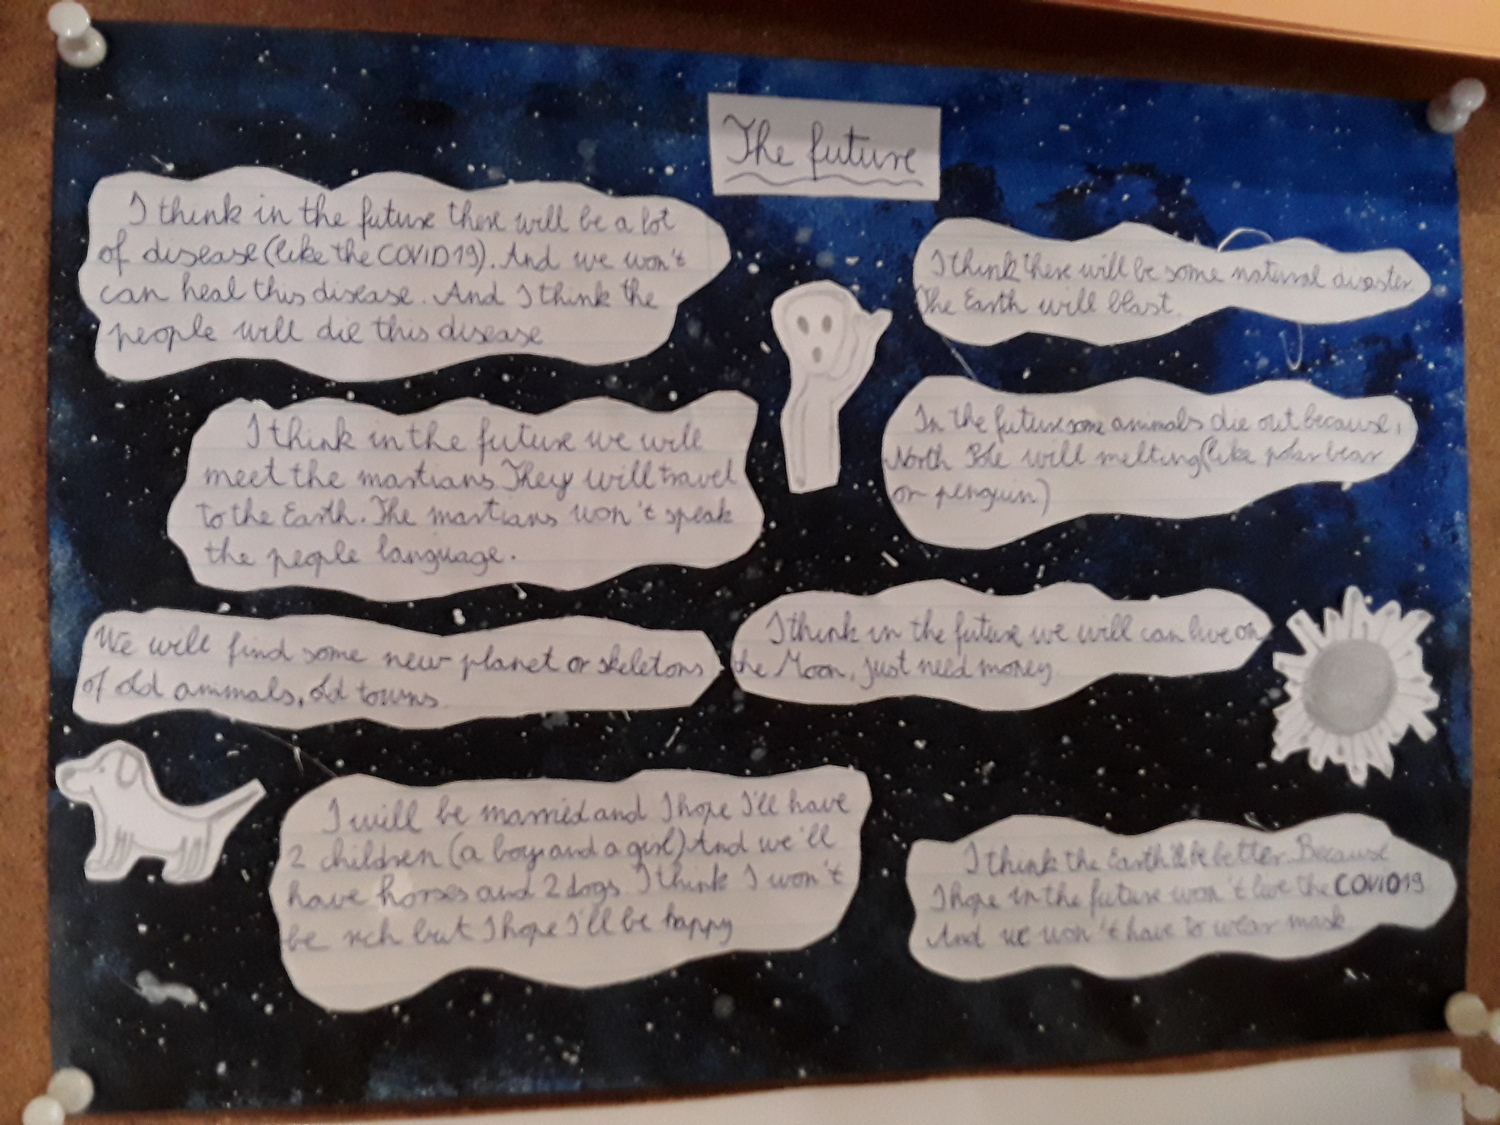 The future
I think in the future there will be a lot
of disease (like the COVID19). And we won't
can heal this disease. And I think the
people will die this disease
I think there will be some natural disaster.
The Earth will blast.
I think in the future we will
meet the martians They will travel
to the Earth. The martians won't speak
the people language.
In the future some animals die out because,
North Pole will melting (like polar bear
or penguin)
We will find some new planet or skeletons
of old animals, old towns.
I think in the future we will can live on
the Moon, just need money
I will be married and I hope I'll have
2 children (a boy and a girl) And we'll
have horses and 2 dogs. I think I won't
be rich but I hope I'll be happy
I think the Earth'll be better. Because
I hope in the future won't live the COVID19
And we won't have to wear mask